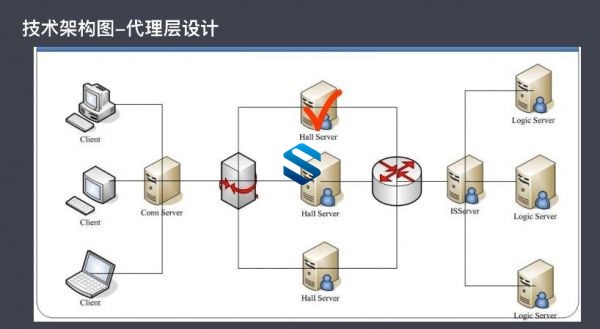 技术架构图-代理层设计
Client
Client
Client
Conn Server
Hall Server
Hall Server
Hall Server
ISServer
Logic Server
Logic Server
Logic Server